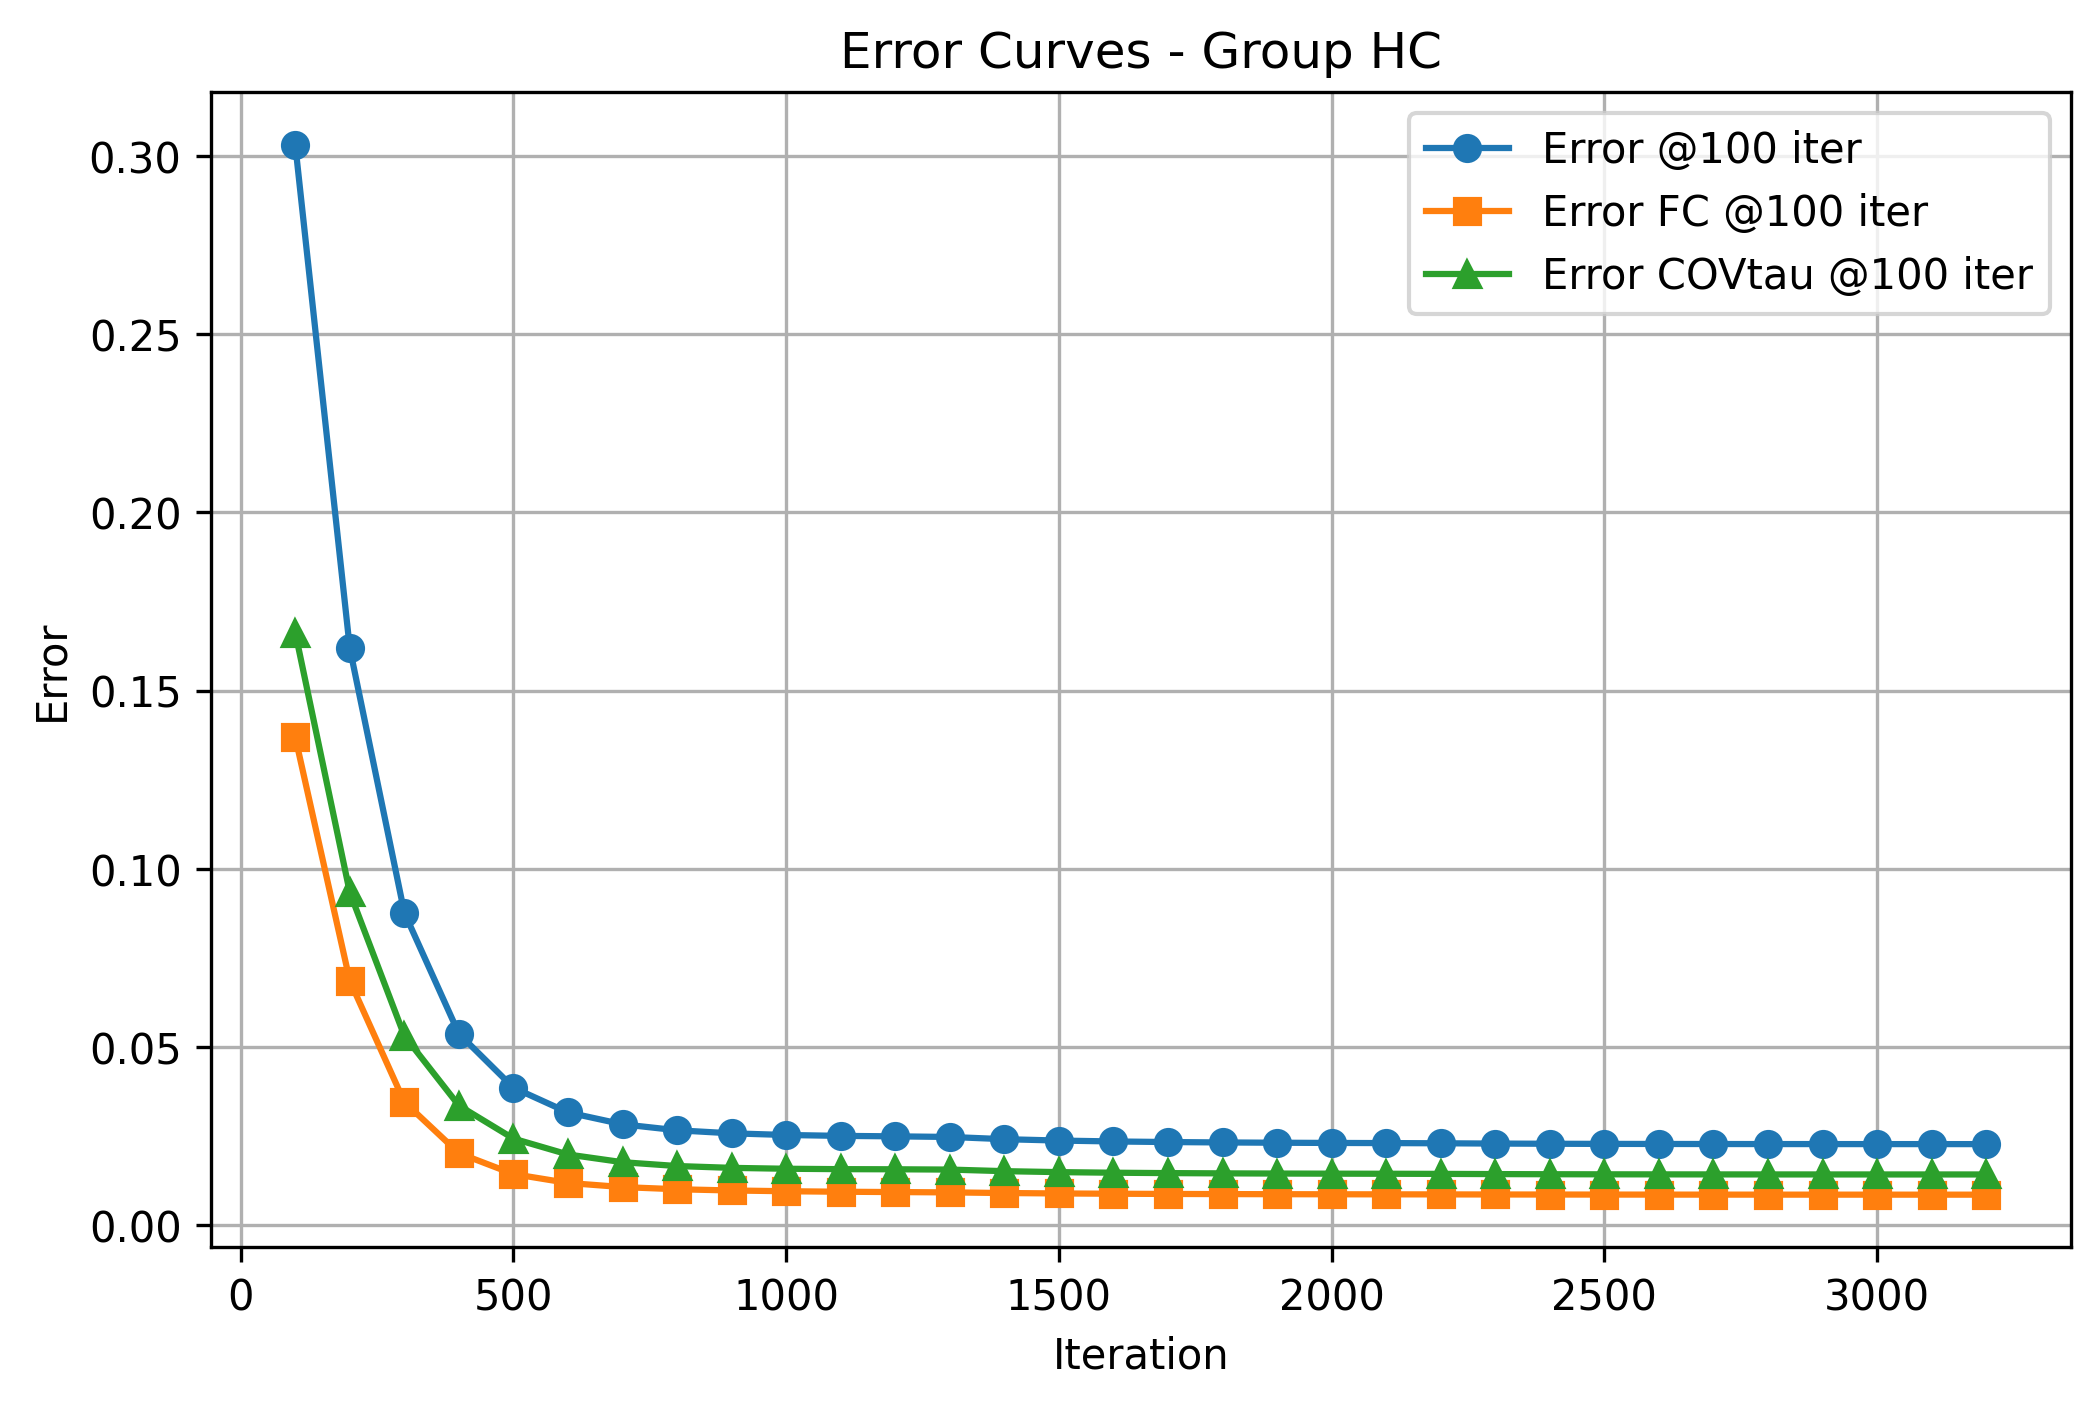 Error Curves - Group HC
Error @100 iter
Error FC @100 iter
Error COVtau @100 iter
Error
0.30
0.25
0.20
0.15
0.10
0.05
0.00
0 500 1000 1500 2000 2500 3000
Iteration